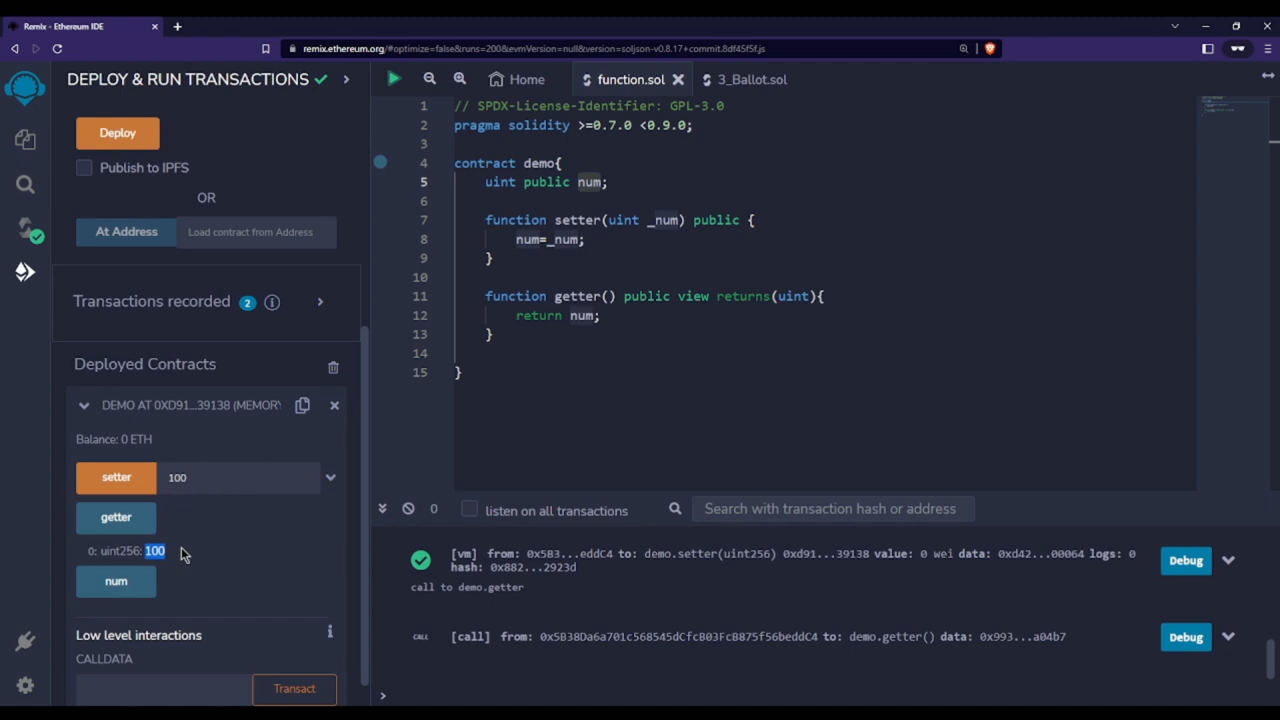 Remix - Ethereum IDE
remix.ethereum.org/#optimize=false&runs=200&evmVersion=null&version=soljson-v0.8.17+commit.8df45f5f.js
DEPLOY & RUN TRANSACTIONS
Deploy
Publish to IPFS
OR
At Address
Load contract from Address
Transactions recorded 2 i
Deployed Contracts
DEMO AT 0XD91...39138 (MEMORY
Balance: 0 ETH
setter 100
getter
0: uint256: 100
num
Low level interactions i
CALLDATA
Transact
Home
function.sol
3_Ballot.sol
1 // SPDX-License-Identifier: GPL-3.0
2 pragma solidity >=0.7.0 <0.9.0;
3
4 contract demo{
5 uint public num;
6
7 function setter(uint _num) public {
8 num=_num;
9 }
10
11 function getter() public view returns(uint){
12 return num;
13 }
14
15 }
0 listen on all transactions Search with transaction hash or address
[vm] from: 0x5B3...eddC4 to: demo.setter(uint256) 0xd91...39138 value: 0 wei data: 0xd42...00064 logs: 0
hash: 0x882...2923d
Debug
call to demo.getter
CALL [call] from: 0x5B38Da6a701c568545dCfcB03FcB875f56beddC4 to: demo.getter() data: 0x993...a04b7
Debug
>